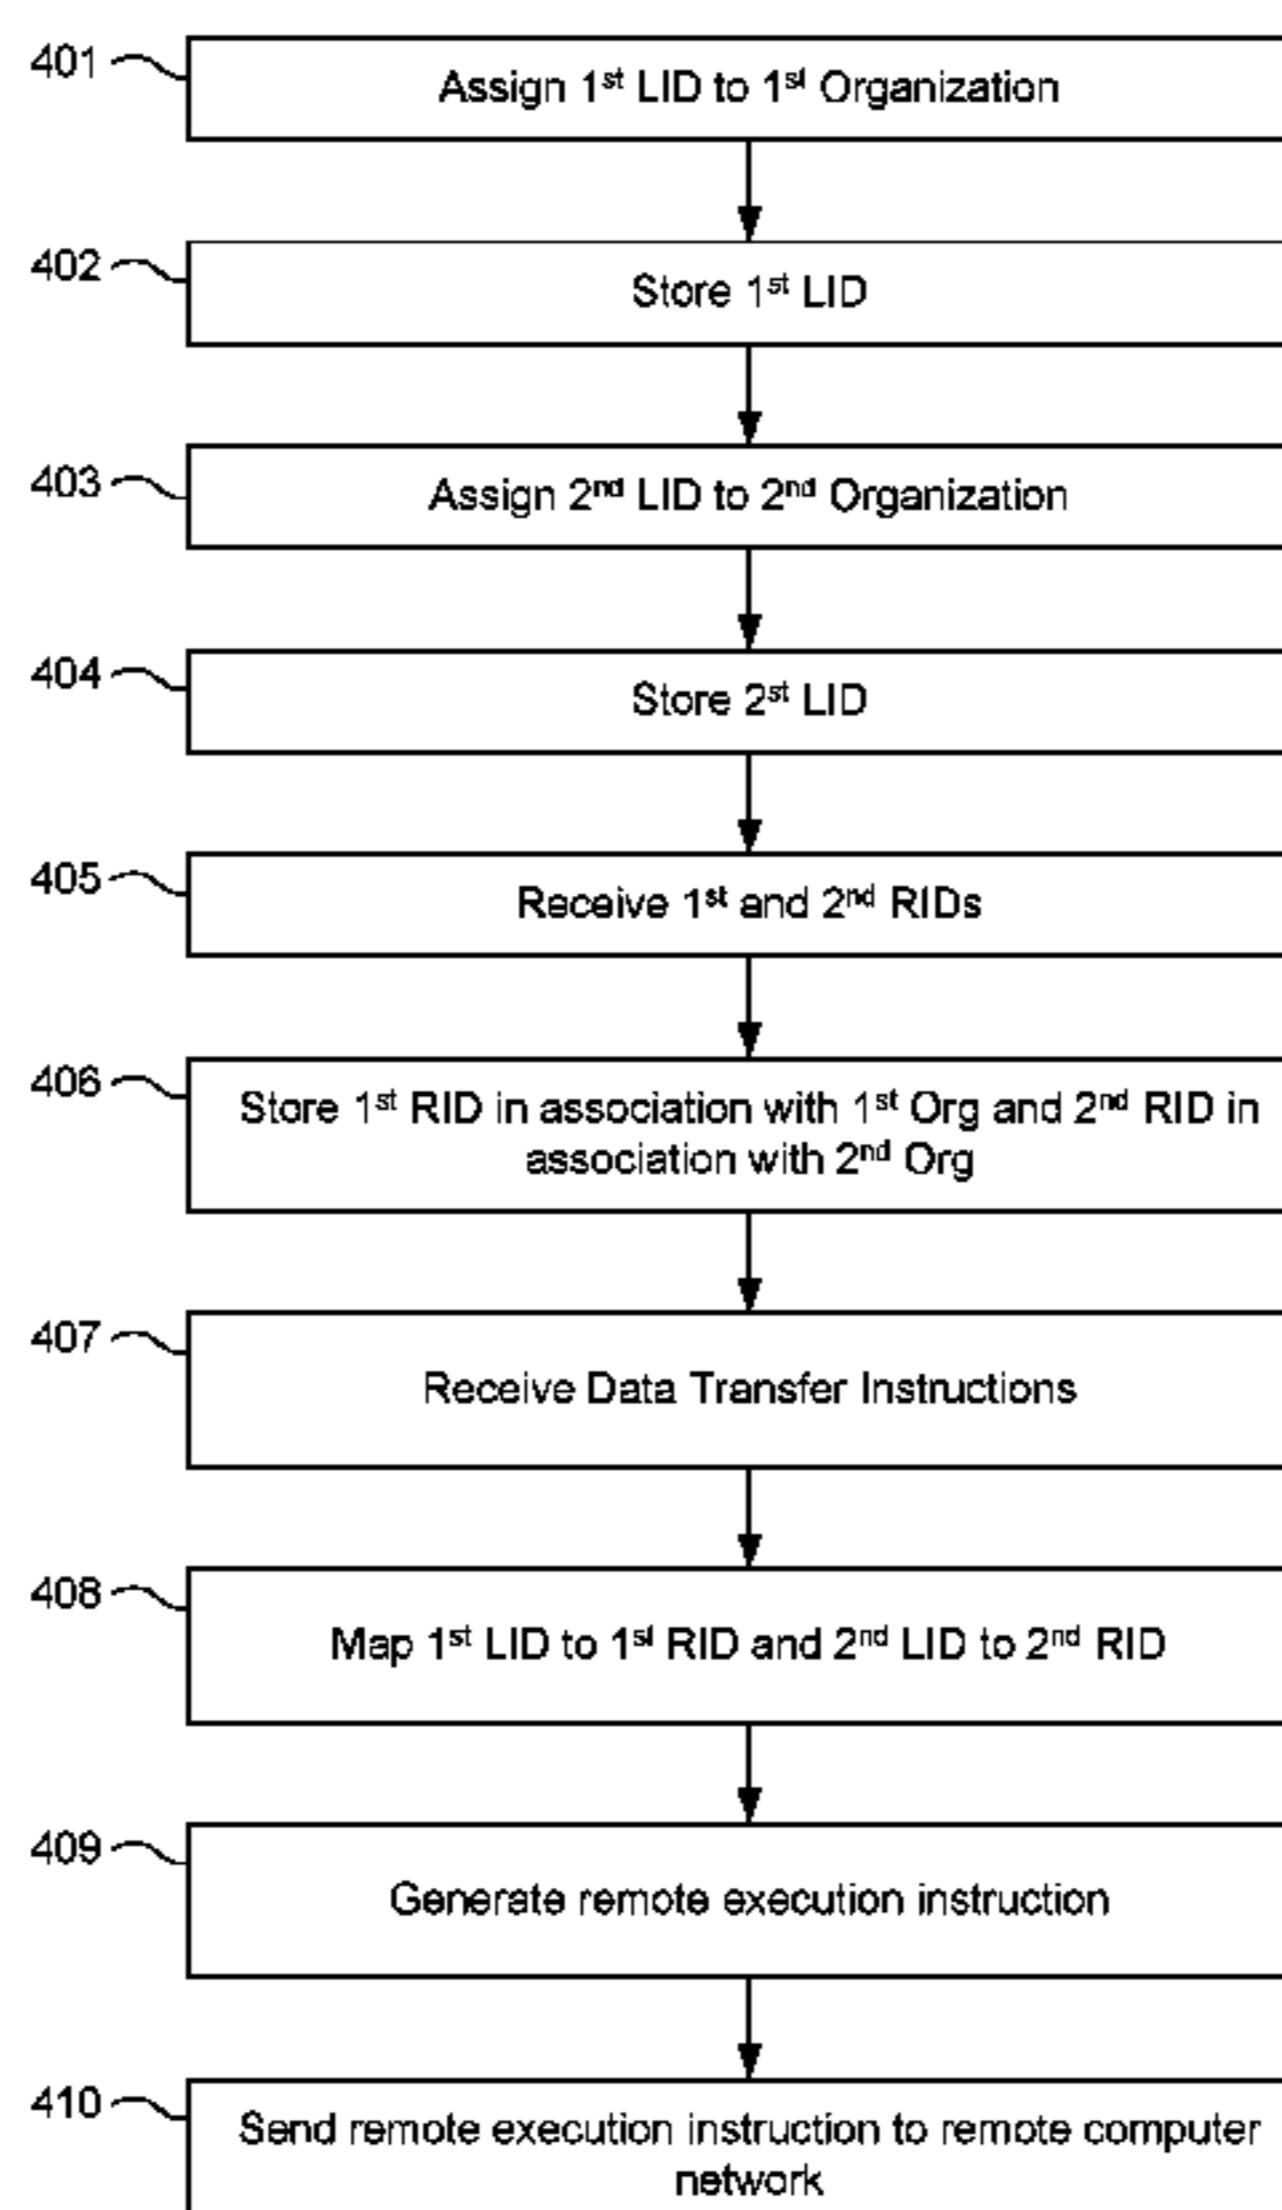 401
Assign 1st LID to 1st Organization
402
Store 1st LID
403
Assign 2nd LID to 2nd Organization
404
Store 2st LID
405
Receive 1st and 2nd RIDs
406
Store 1st RID in association with 1st Org and 2nd RID in
association with 2nd Org
407
Receive Data Transfer Instructions
408
Map 1st LID to 1st RID and 2nd LID to 2nd RID
409
Generate remote execution instruction
410
Send remote execution instruction to remote computer
network